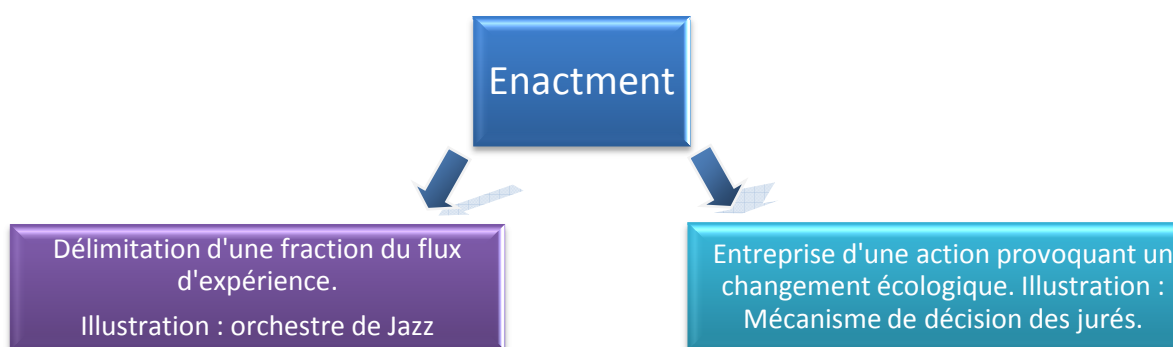 Enactment
Délimitation d'une fraction du flux
d'expérience.
Illustration : orchestre de Jazz
Entreprise d'une action provoquant un
changement écologique. Illustration :
Mécanisme de décision des jurés.